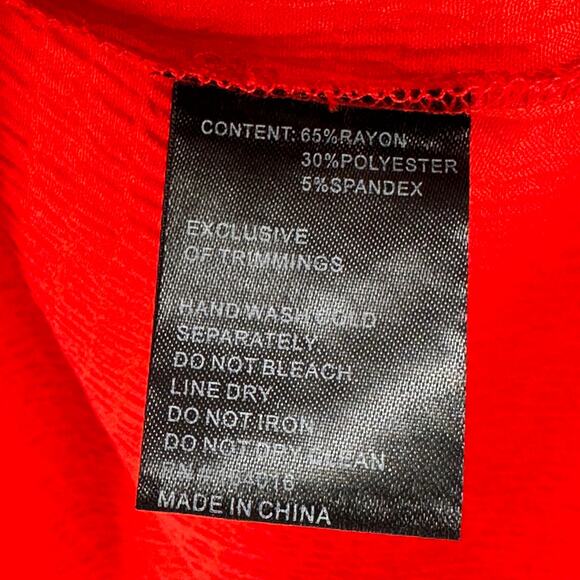 CONTENT: 65%RAYON
30%POLYESTER
5%SPANDEX
EXCLUSIVE
OF TRIMMINGS
HAND WASH COLD
SEPARATELY
DO NOT BLEACH
LINE DRY
DO NOT IRON
DO NOT DRY CLEAN
MADE IN CHINA